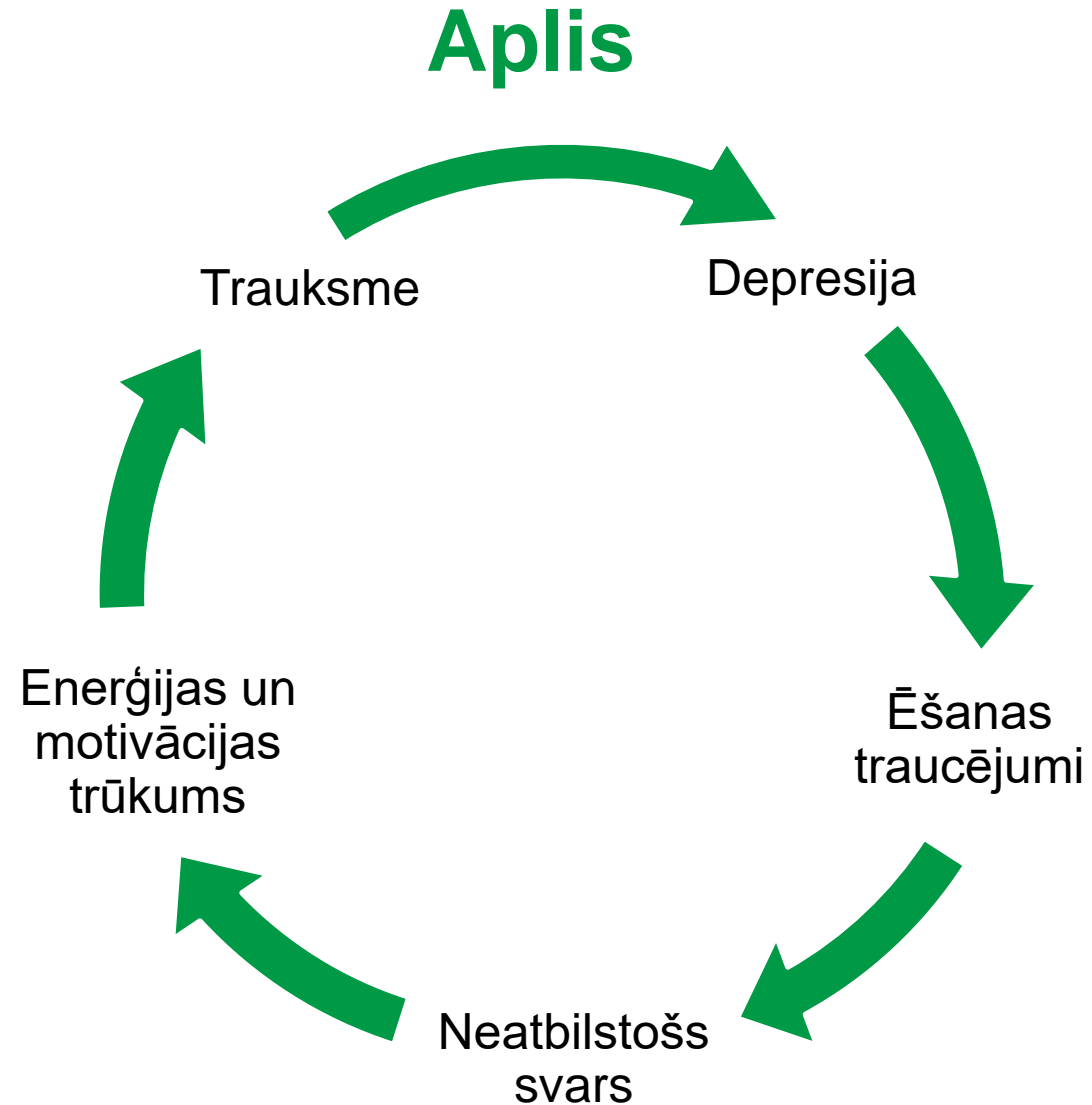 Aplis
Trauksme
Depresija
Ēšanas
traucējumi
Neatbilstošs
svars
Enerģijas un
motivācijas
trūkums